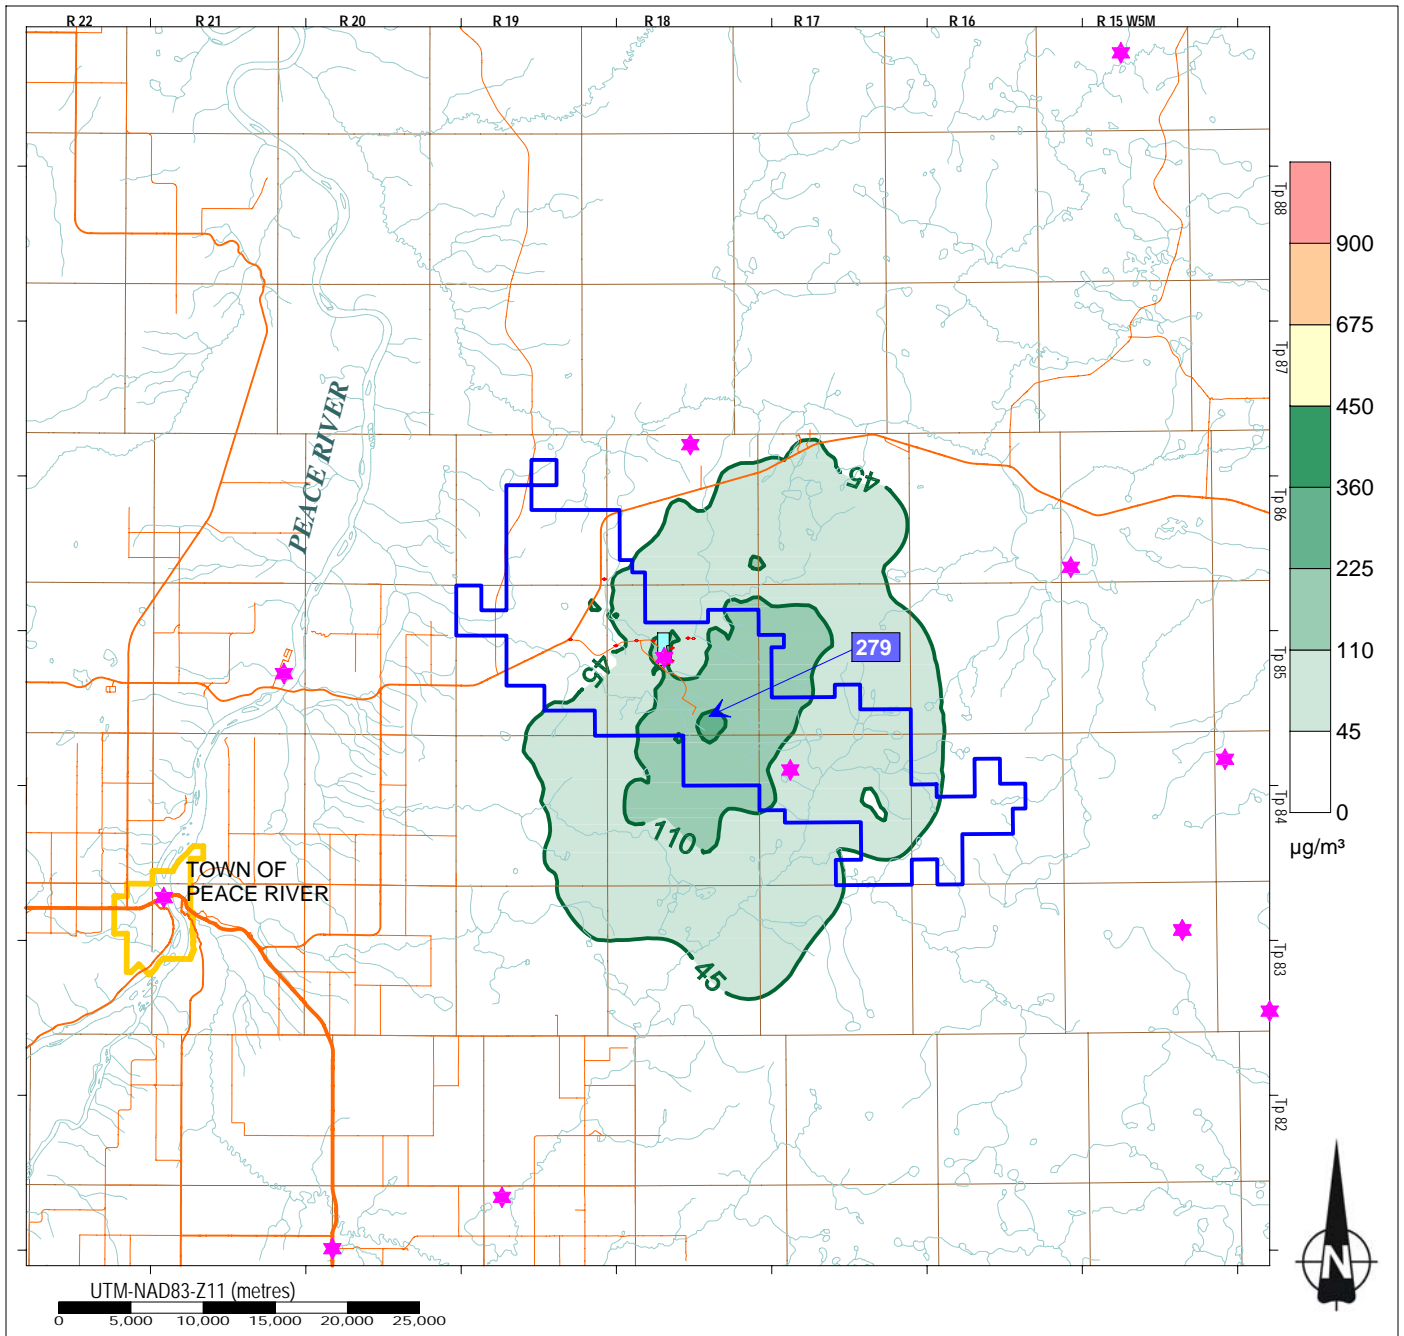 R 22
R 21
R 20
R 19
R 18
R 17
R 16
R 15 W5M
Tp 88
900
675
Tp 87
450
PEACE RIVER
45
360
Tp 86
225
279
110
Tp 85
45
45
0
Tp 84
110
µg/m³
TOWN OF
PEACE RIVER
45
Tp 83
Tp 82
N
UTM-NAD83-Z11 (metres)
0 5,000 10,000 15,000 20,000 25,000